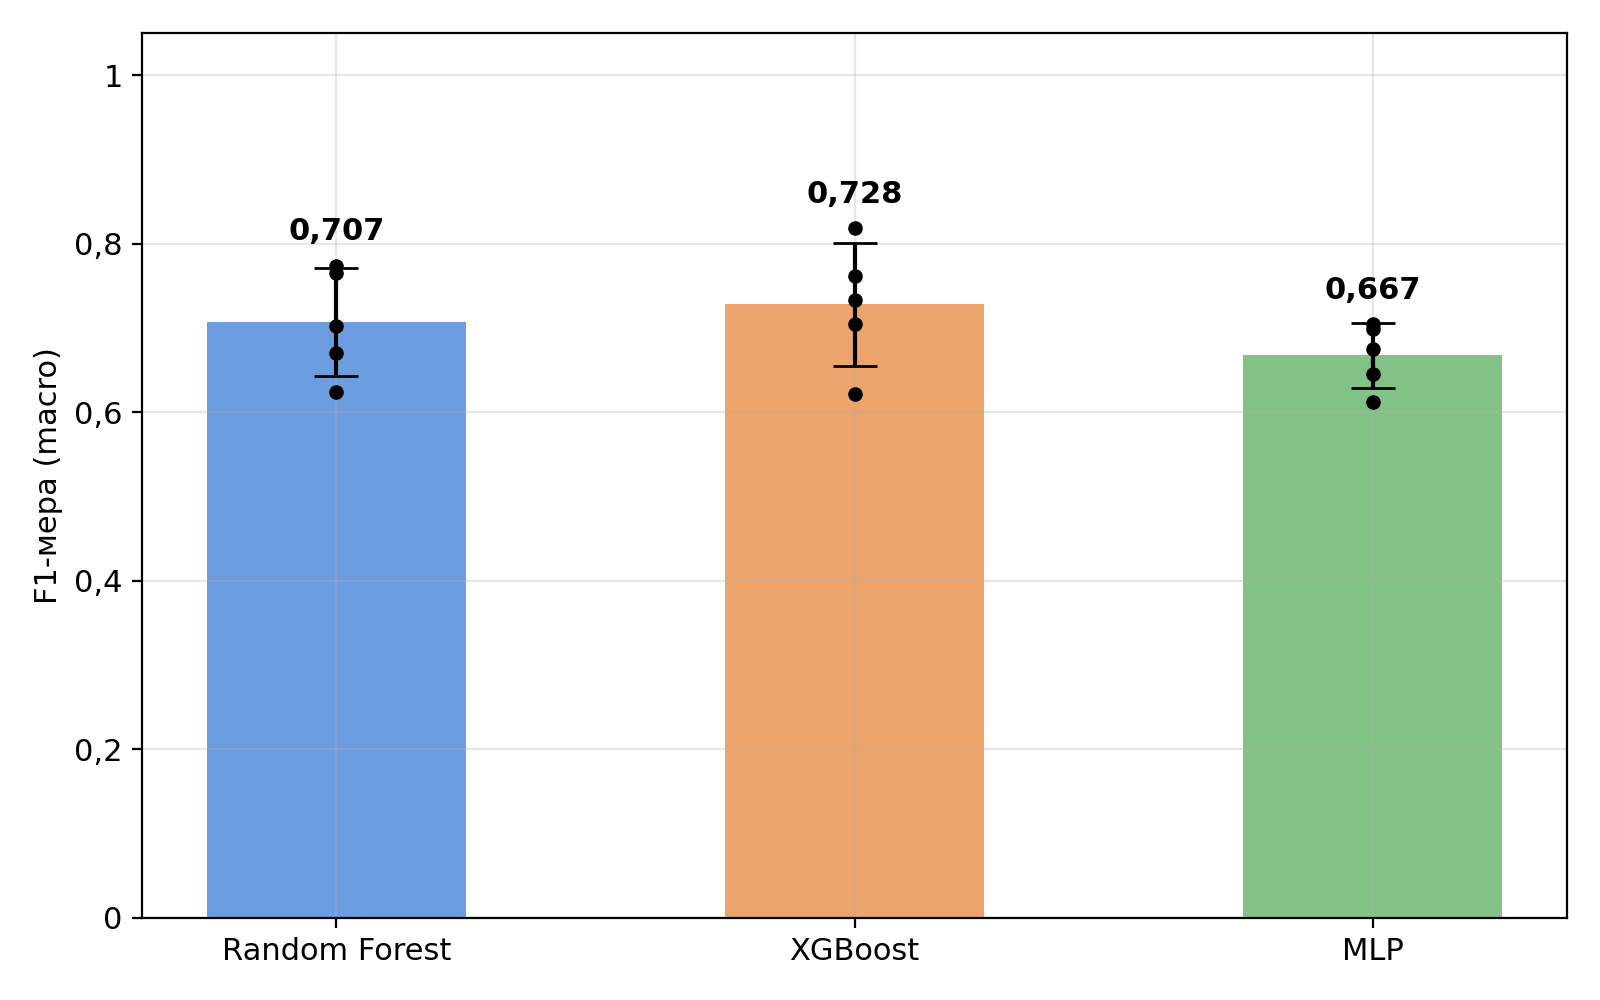 F1-мера (macro)
1
0,8
0,6
0,4
0,2
0
0,707
0,728
0,667
Random Forest
XGBoost
MLP